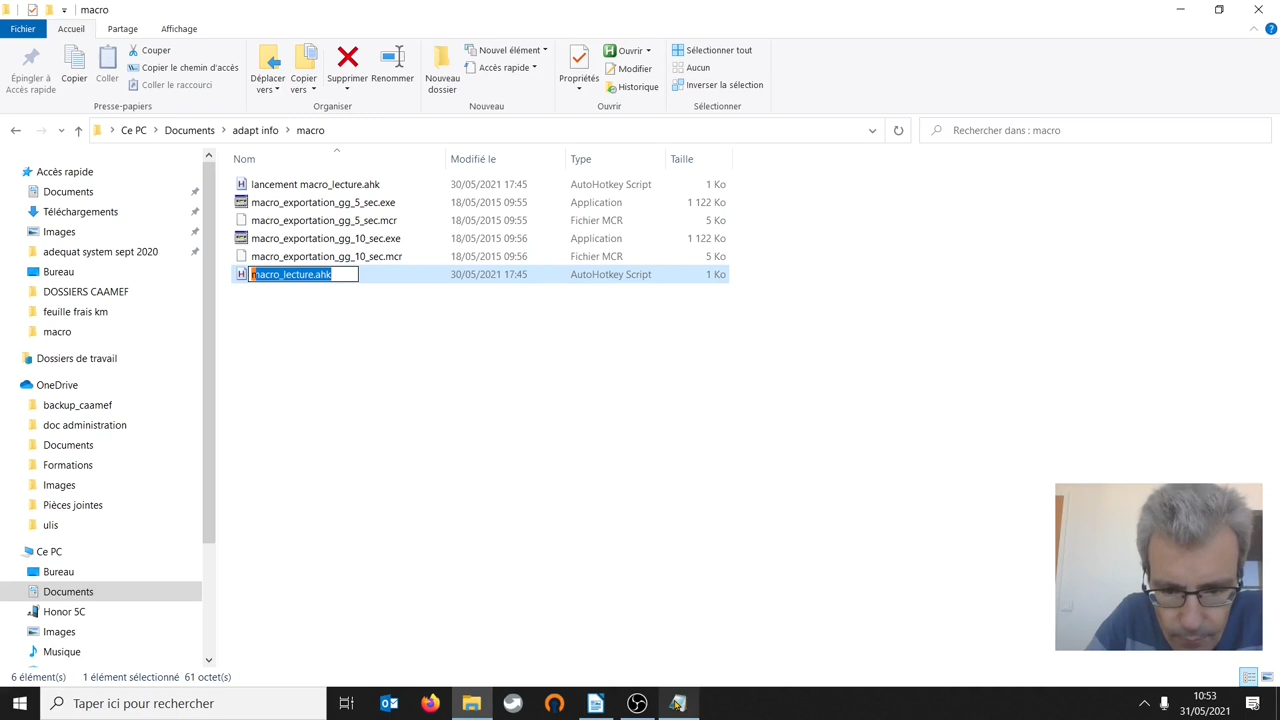 macro
Fichier Accueil Partage Affichage
Épingler à Accès rapide
Copier
Coller
Couper
Copier le chemin d'accès
Coller le raccourci
Presse-papiers
Déplacer vers
Copier vers
Supprimer
Renommer
Organiser
Nouveau dossier
Nouvel élément
Accès rapide
Nouveau
Propriétés
Ouvrir
Modifier
Historique
Ouvrir
Sélectionner tout
Aucun
Inverser la sélection
Sélectionner
Ce PC > Documents > adapt info > macro
Rechercher dans : macro
Nom Modifié le Type Taille
lancement macro_lecture.ahk 30/05/2021 17:45 AutoHotkey Script 1 Ko
macro_exportation_gg_5_sec.exe 18/05/2015 09:55 Application 1 122 Ko
macro_exportation_gg_5_sec.mcr 18/05/2015 09:55 Fichier MCR 5 Ko
macro_exportation_gg_10_sec.exe 18/05/2015 09:56 Application 1 122 Ko
macro_exportation_gg_10_sec.mcr 18/05/2015 09:56 Fichier MCR 5 Ko
macro_lecture.ahk 30/05/2021 17:45 AutoHotkey Script 1 Ko
Accès rapide
Documents
Téléchargements
Images
adequat system sept 2020
Bureau
DOSSIERS CAAMEF
feuille frais km
macro
Dossiers de travail
OneDrive
backup_caamef
doc administration
Documents
Formations
Images
Pièces jointes
ulis
Ce PC
Bureau
Documents
Honor 5C
Images
Musique
6 élément(s) 1 élément sélectionné 61 octet(s)
Taper ici pour rechercher
10:53
31/05/2021